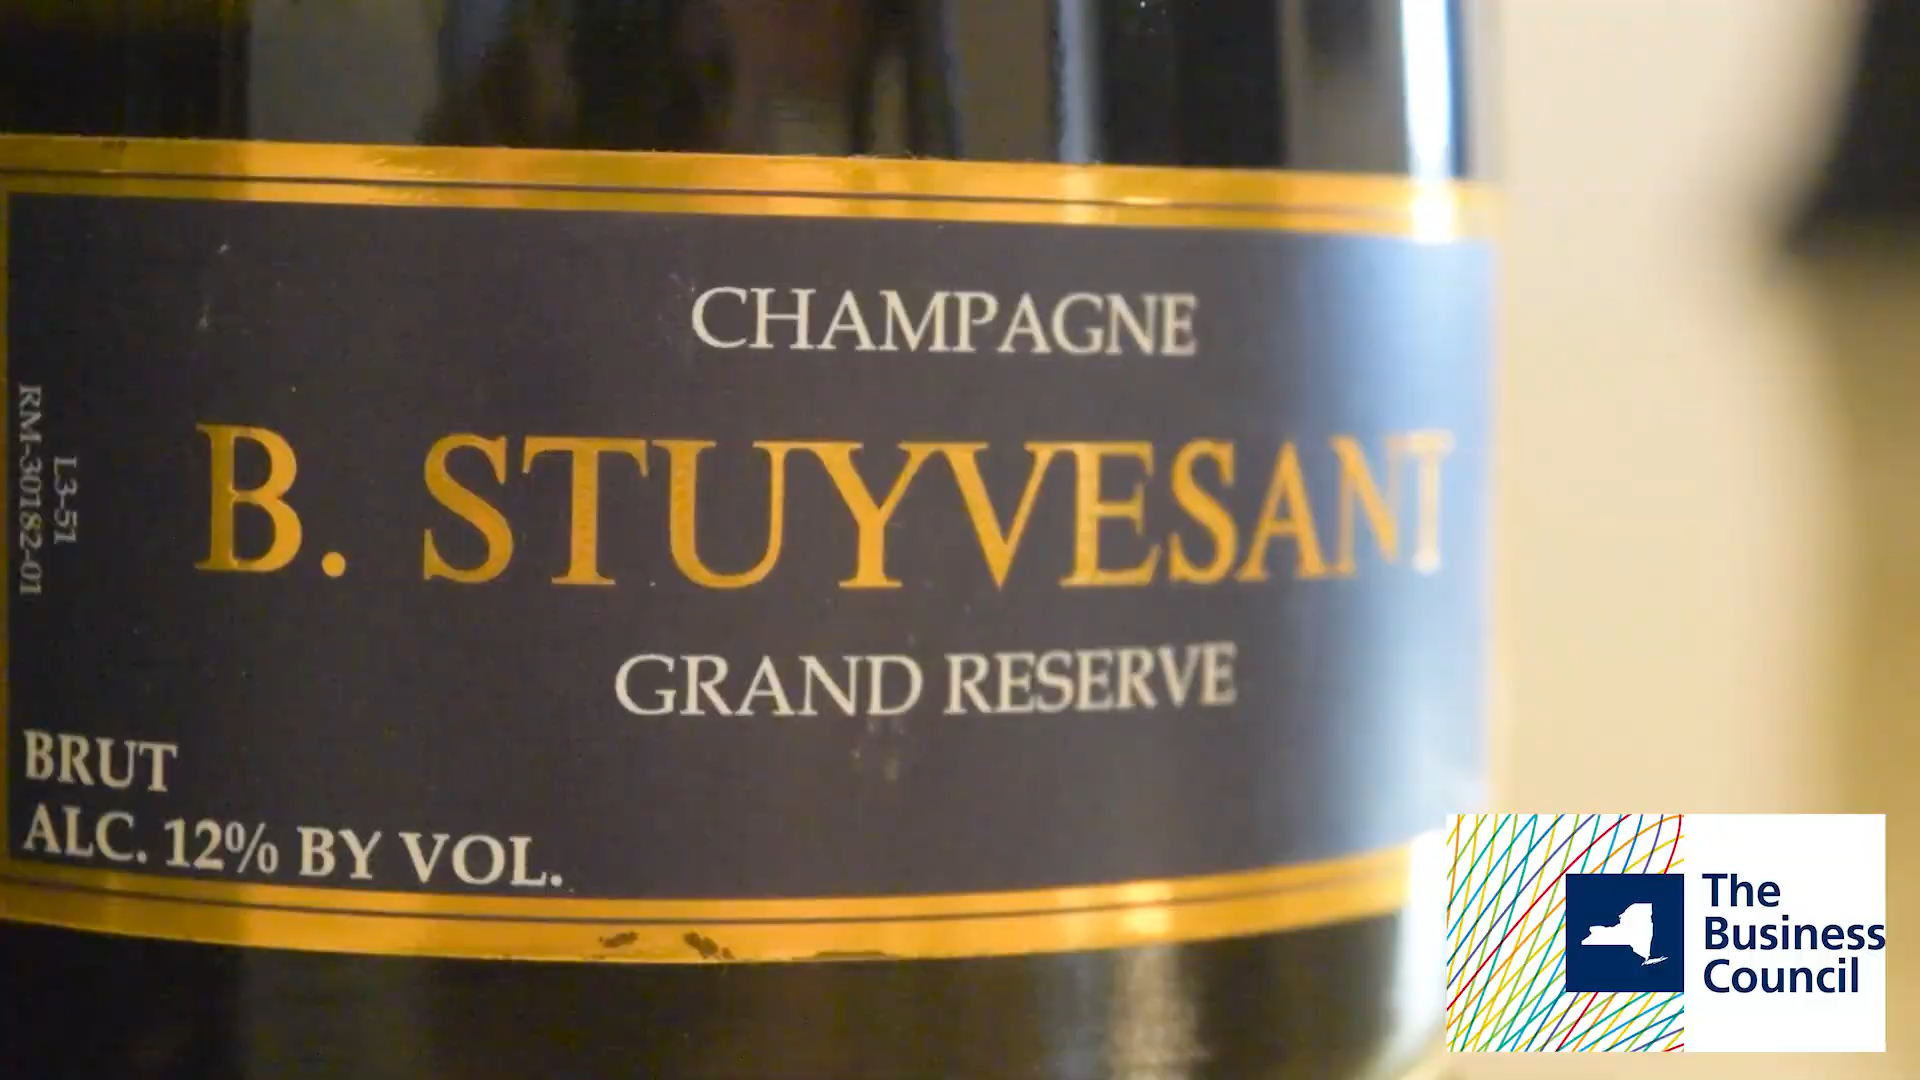 CHAMPAGNE
B. STUYVESANT
GRAND RESERVE
L3-51
RM-30182-01
BRUT
ALC. 12% BY VOL.
The
Business
Council